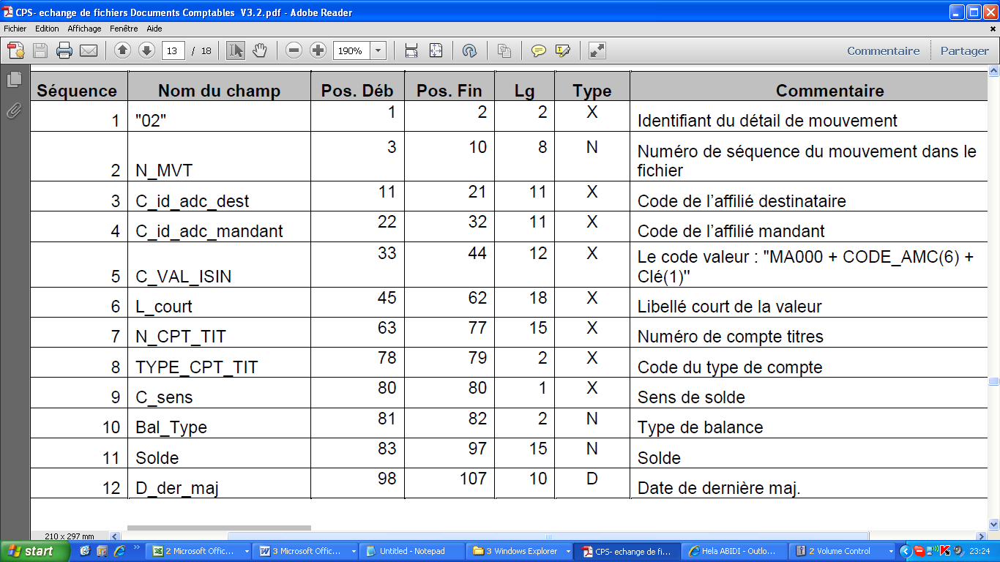 CPS- echange de fichiers Documents Comptables V3.2.pdf - Adobe Reader
Fichier Edition Affichage Fenêtre Aide
13 / 18 190% Commentaire Partager
Séquence Nom du champ Pos. Déb Pos. Fin Lg Type Commentaire
1 "02" 1 2 2 X Identifiant du détail de mouvement
2 N_MVT 3 10 8 N Numéro de séquence du mouvement dans le
fichier
3 C_id_adc_dest 11 21 11 X Code de l'affilié destinataire
4 C_id_adc_mandant 22 32 11 X Code de l'affilié mandant
5 C_VAL_ISIN 33 44 12 X Le code valeur : "MA000 + CODE_AMC(6) +
Clé(1)"
6 L_court 45 62 18 X Libellé court de la valeur
7 N_CPT_TIT 63 77 15 X Numéro de compte titres
8 TYPE_CPT_TIT 78 79 2 X Code du type de compte
9 C_sens 80 80 1 X Sens de solde
10 Bal_Type 81 82 2 N Type de balance
11 Solde 83 97 15 N Solde
12 D_der_maj 98 107 10 D Date de dernière maj.
210 x 297 mm
start 2 Microsoft Offic... 3 Microsoft Offic... Untitled - Notepad 3 Windows Explorer CPS- echange de fi... Hela ABIDI - Outlo... 2 Volume Control 23:24